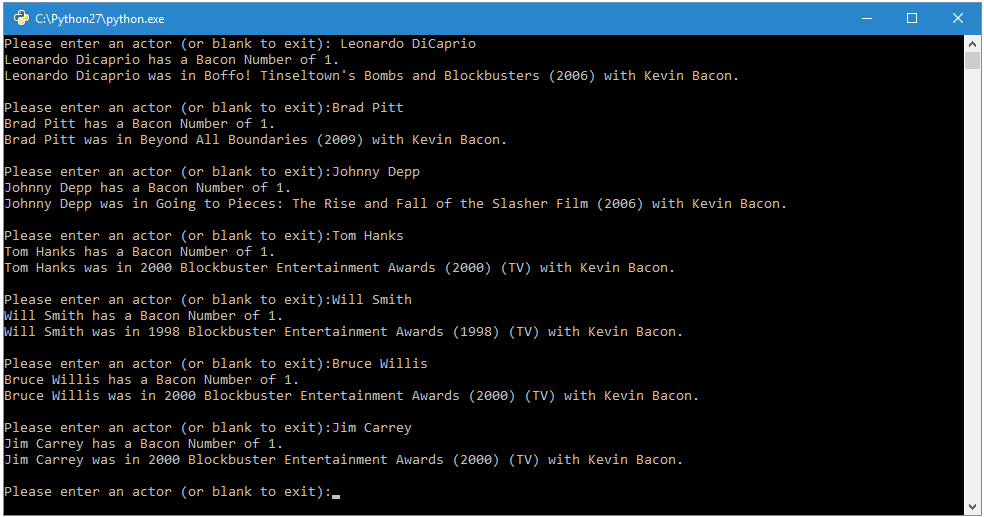 C:\Python27\python.exe
Please enter an actor (or blank to exit): Leonardo DiCaprio
Leonardo Dicaprio has a Bacon Number of 1.
Leonardo Dicaprio was in Boffo! Tinseltown's Bombs and Blockbusters (2006) with Kevin Bacon.
Please enter an actor (or blank to exit):Brad Pitt
Brad Pitt has a Bacon Number of 1.
Brad Pitt was in Beyond All Boundaries (2009) with Kevin Bacon.
Please enter an actor (or blank to exit):Johnny Depp
Johnny Depp has a Bacon Number of 1.
Johnny Depp was in Going to Pieces: The Rise and Fall of the Slasher Film (2006) with Kevin Bacon.
Please enter an actor (or blank to exit):Tom Hanks
Tom Hanks has a Bacon Number of 1.
Tom Hanks was in 2000 Blockbuster Entertainment Awards (2000) (TV) with Kevin Bacon.
Please enter an actor (or blank to exit):Will Smith
Will Smith has a Bacon Number of 1.
Will Smith was in 1998 Blockbuster Entertainment Awards (1998) (TV) with Kevin Bacon.
Please enter an actor (or blank to exit):Bruce Willis
Bruce Willis has a Bacon Number of 1.
Bruce Willis was in 2000 Blockbuster Entertainment Awards (2000) (TV) with Kevin Bacon.
Please enter an actor (or blank to exit):Jim Carrey
Jim Carrey has a Bacon Number of 1.
Jim Carrey was in 2000 Blockbuster Entertainment Awards (2000) (TV) with Kevin Bacon.
Please enter an actor (or blank to exit):